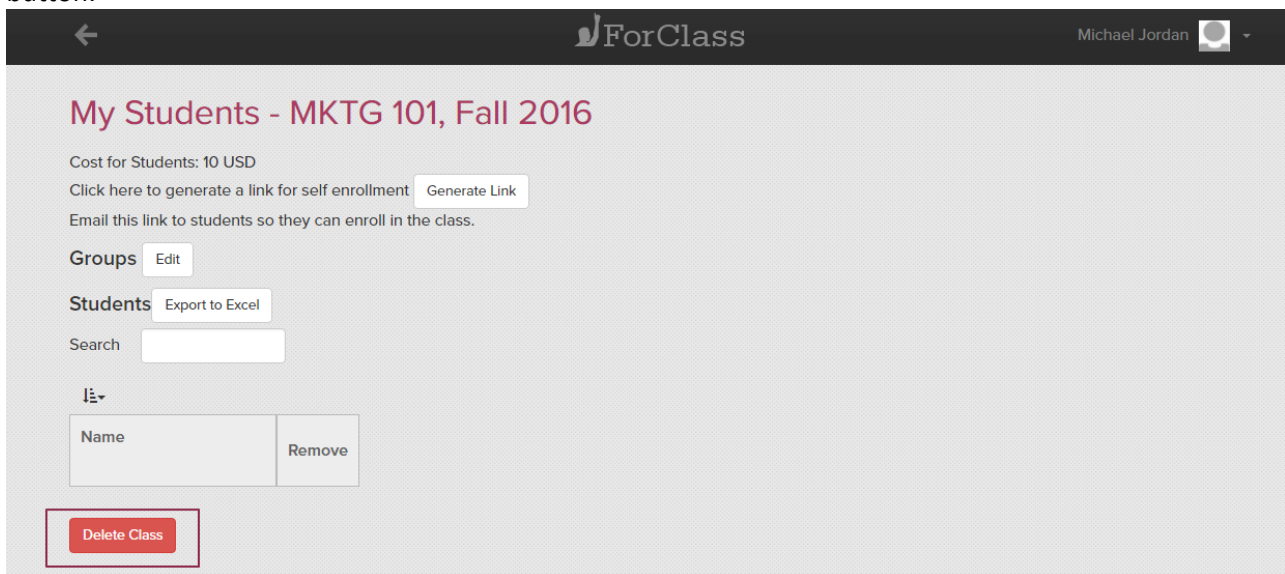 ForClass
Michael Jordan
My Students - MKTG 101, Fall 2016
Cost for Students: 10 USD
Click here to generate a link for self enrollment Generate Link
Email this link to students so they can enroll in the class.
Groups Edit
Students Export to Excel
Search
Name Remove
Delete Class